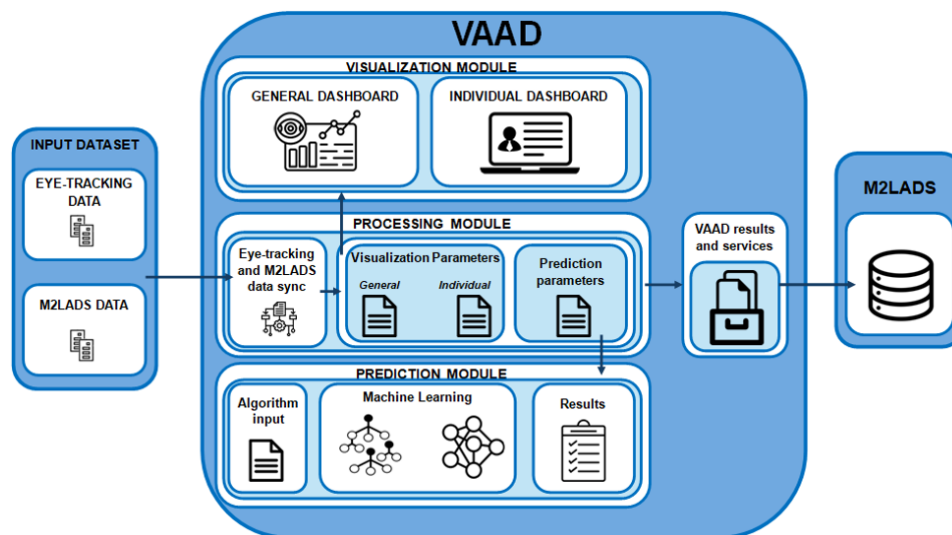 VAAD
VISUALIZATION MODULE
GENERAL DASHBOARD
INDIVIDUAL DASHBOARD
INPUT DATASET
EYE-TRACKING
DATA
M2LADS DATA
PROCESSING MODULE
Eye-tracking
and M2LADS
data sync
Visualization Parameters
General
Individual
Prediction
parameters
VAAD results
and services
M2LADS
PREDICTION MODULE
Algorithm
input
Machine Learning
Results